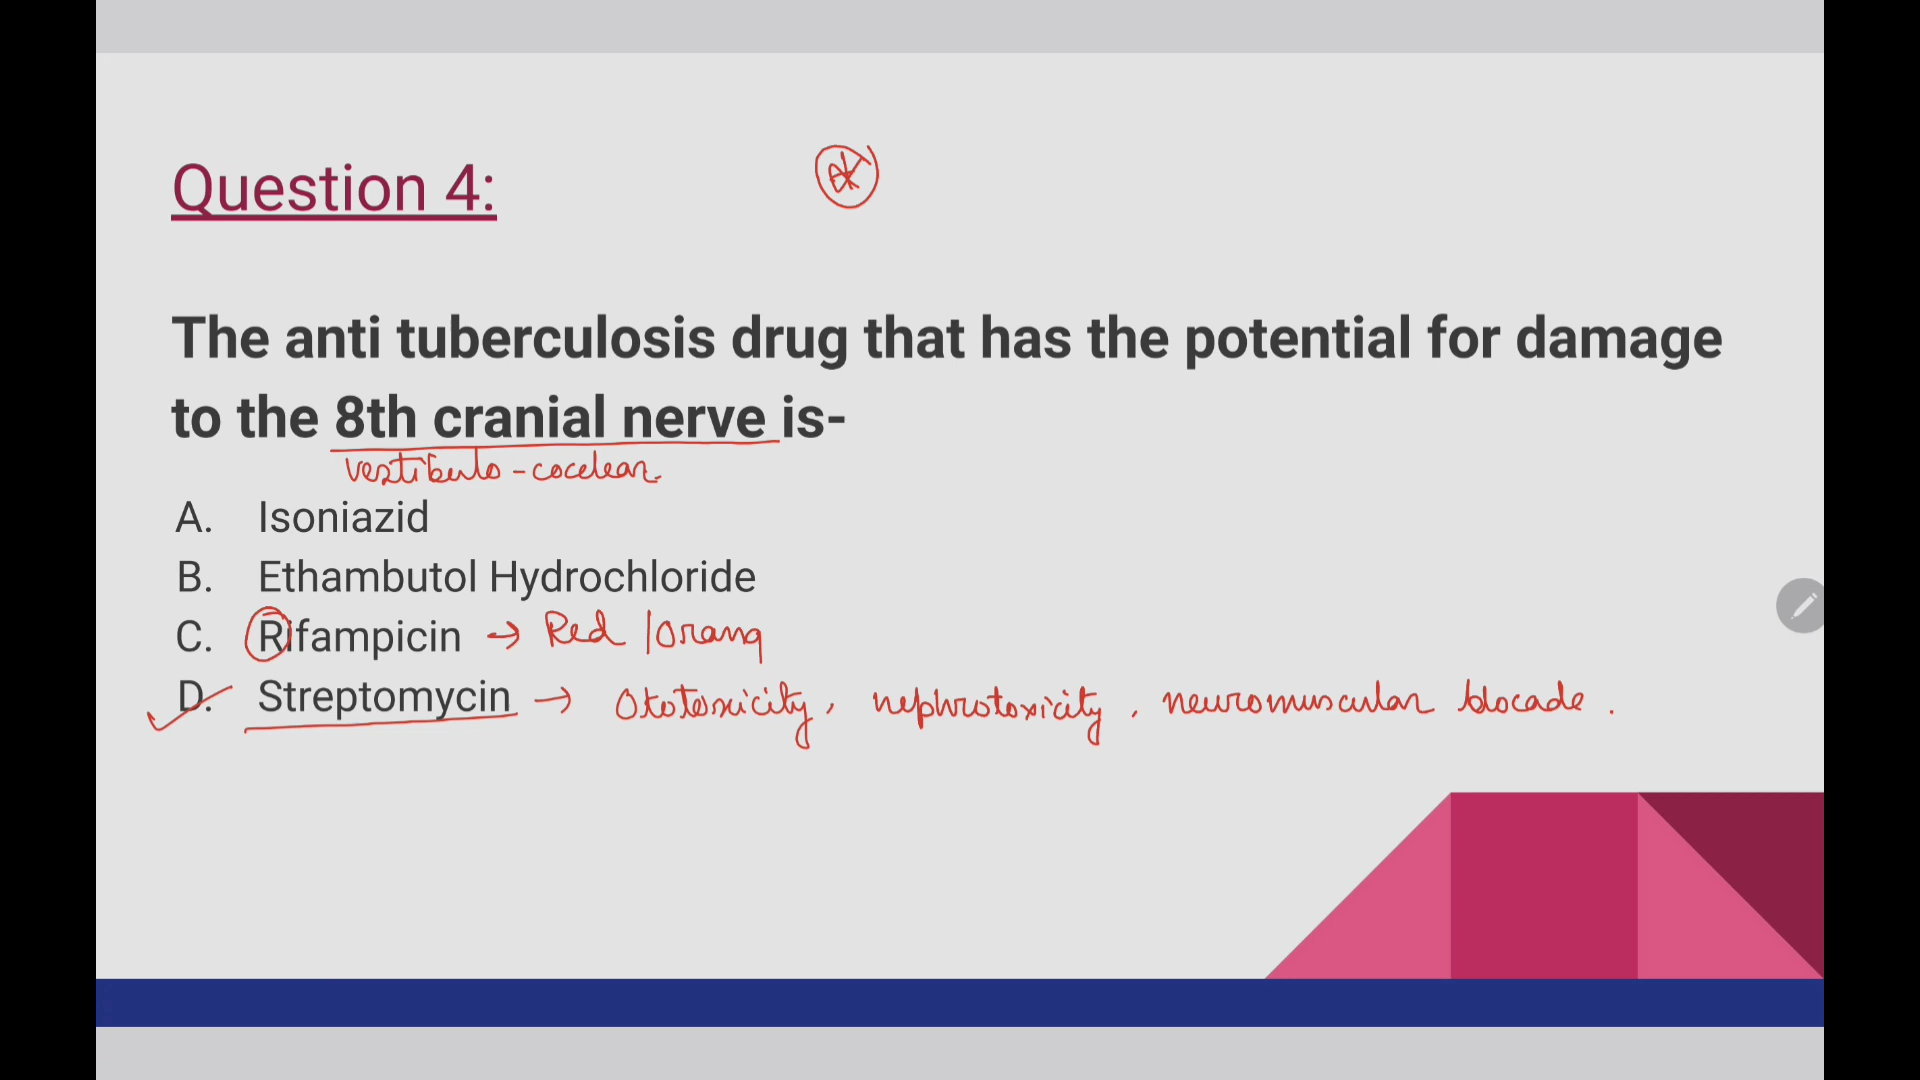 Question 4:
The anti tuberculosis drug that has the potential for damage
to the 8th cranial nerve is-
vestibulo-cocelear.
A. Isoniazid
B. Ethambutol Hydrochloride
C. Rifampicin → Red /Orang
D. Streptomycin → Ototoxicity, nephrotoxicity, neuromuscular blocade.